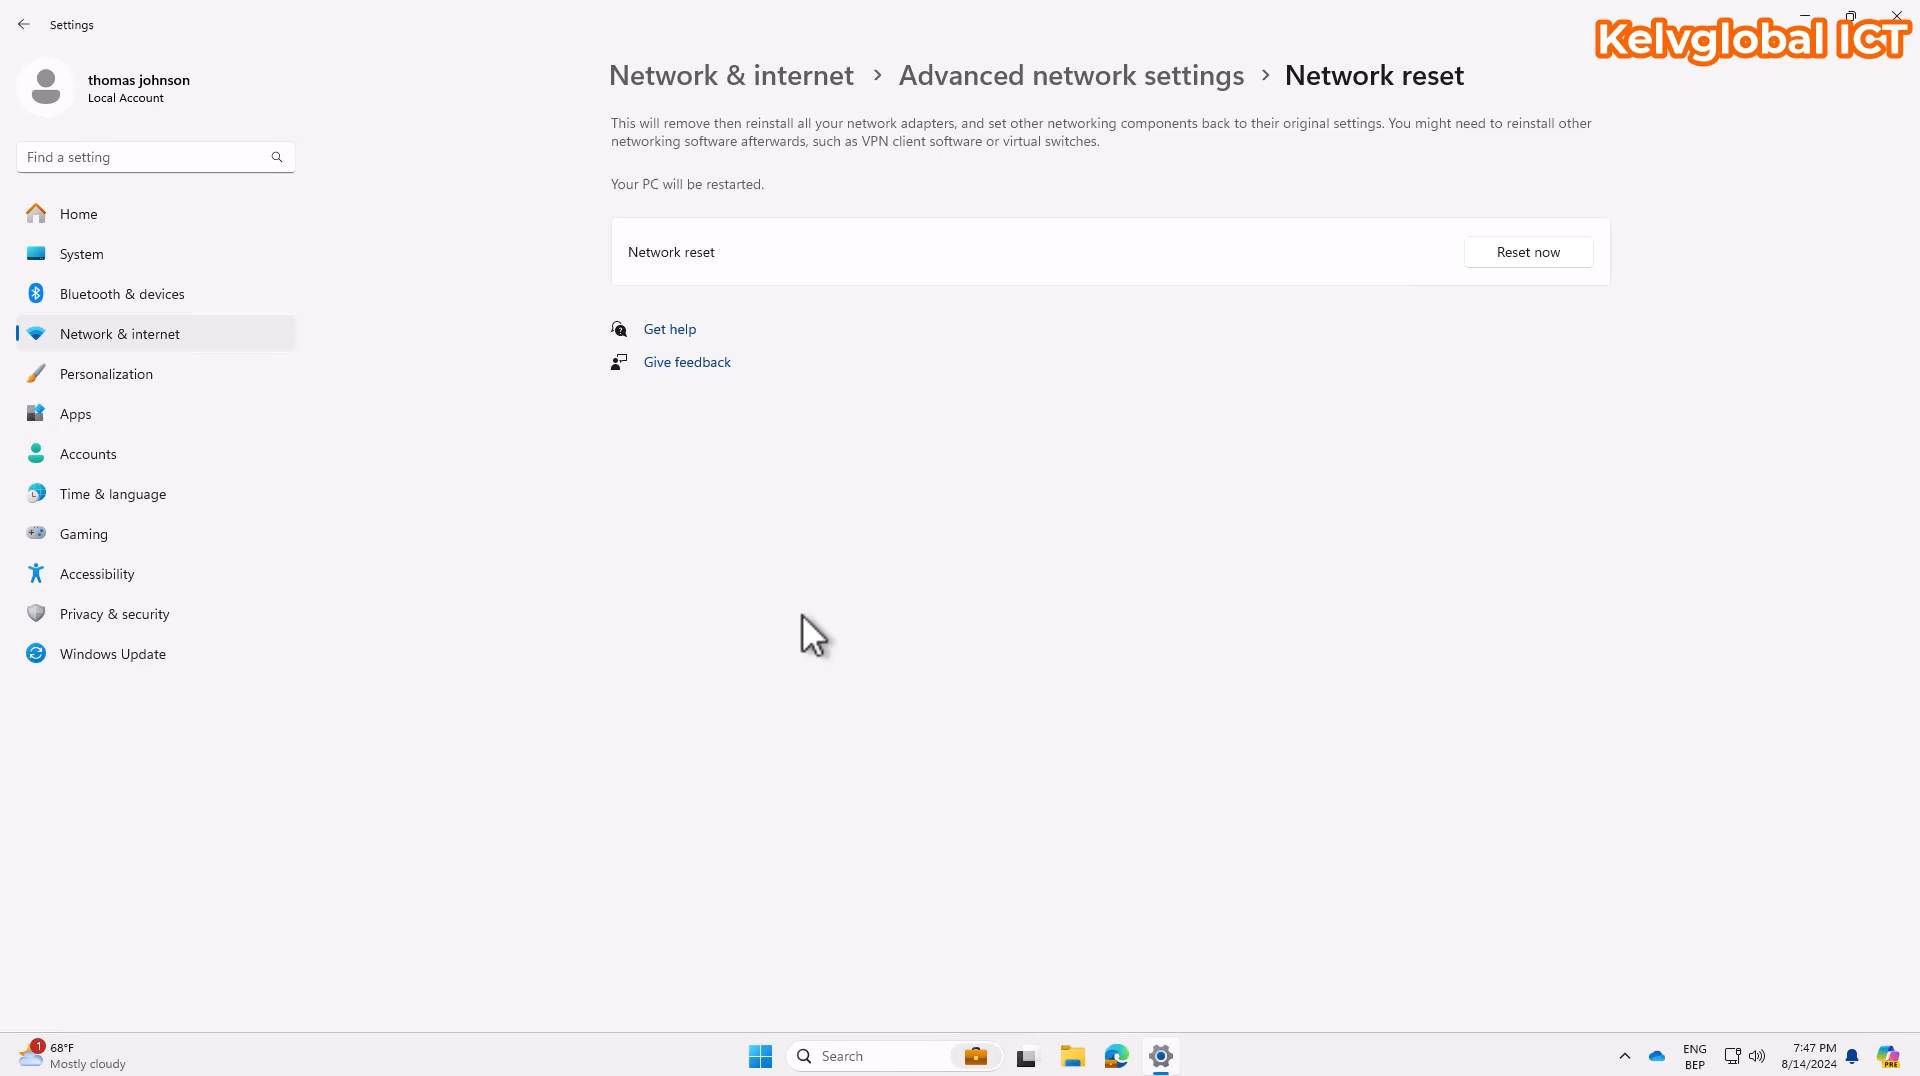 Settings
Kelvglobal ICT
thomas johnson
Local Account
Find a setting
Home
System
Bluetooth & devices
Network & internet
Personalization
Apps
Accounts
Time & language
Gaming
Accessibility
Privacy & security
Windows Update
Network & internet > Advanced network settings > Network reset
This will remove then reinstall all your network adapters, and set other networking components back to their original settings. You might need to reinstall other
networking software afterwards, such as VPN client software or virtual switches.
Your PC will be restarted.
Network reset
Reset now
Get help
Give feedback
1
68°F
Mostly cloudy
Search
ENG
BEP
7:47 PM
8/14/2024
PRE